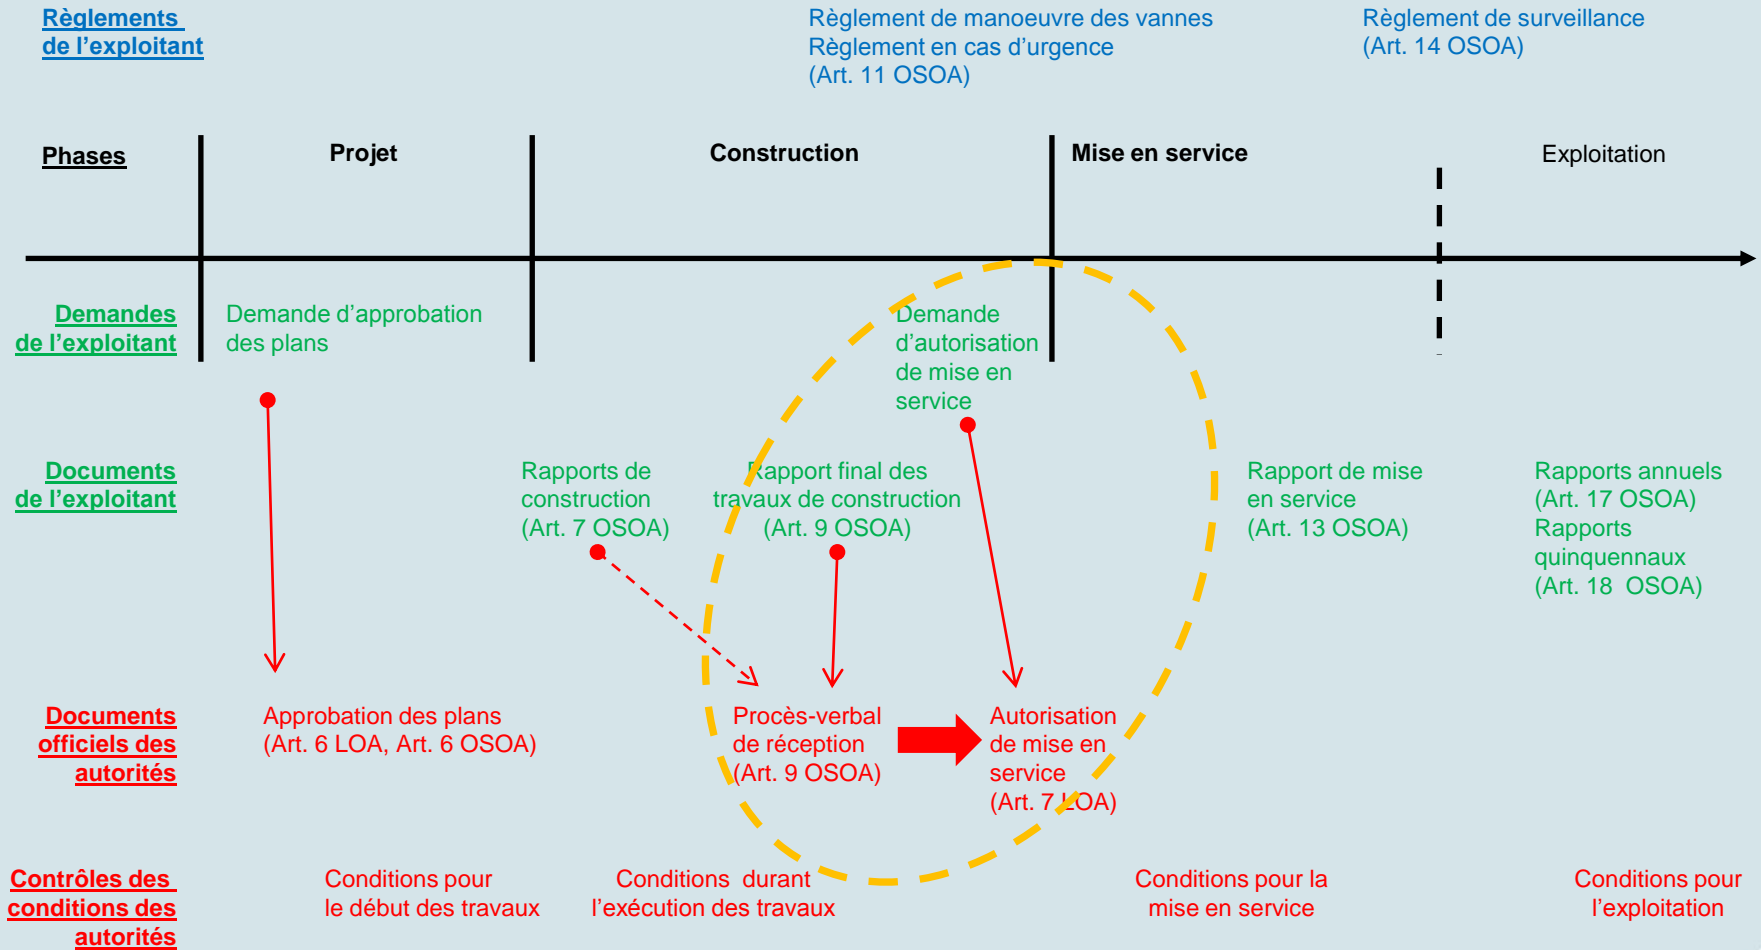 Règlements
de l’exploitant
Règlement de manoeuvre des vannes
Règlement en cas d’urgence
(Art. 11 OSOA)
Règlement de surveillance
(Art. 14 OSOA)
Phases
Projet
Construction
Mise en service
Exploitation
Demandes
de l’exploitant
Demande d’approbation
des plans
Demande
d’autorisation
de mise en
service
Documents
de l’exploitant
Rapports de
construction
(Art. 7 OSOA)
Rapport final des
travaux de construction
(Art. 9 OSOA)
Rapport de mise
en service
(Art. 13 OSOA)
Rapports annuels
(Art. 17 OSOA)
Rapports
quinquennaux
(Art. 18 OSOA)
Documents
officiels des
autorités
Approbation des plans
(Art. 6 LOA, Art. 6 OSOA)
Procès-verbal
de réception
(Art. 9 OSOA)
Autorisation
de mise en
service
(Art. 7 LOA)
Contrôles des
conditions des
autorités
Conditions pour
le début des travaux
Conditions durant
l’exécution des travaux
Conditions pour la
mise en service
Conditions pour
l’exploitation